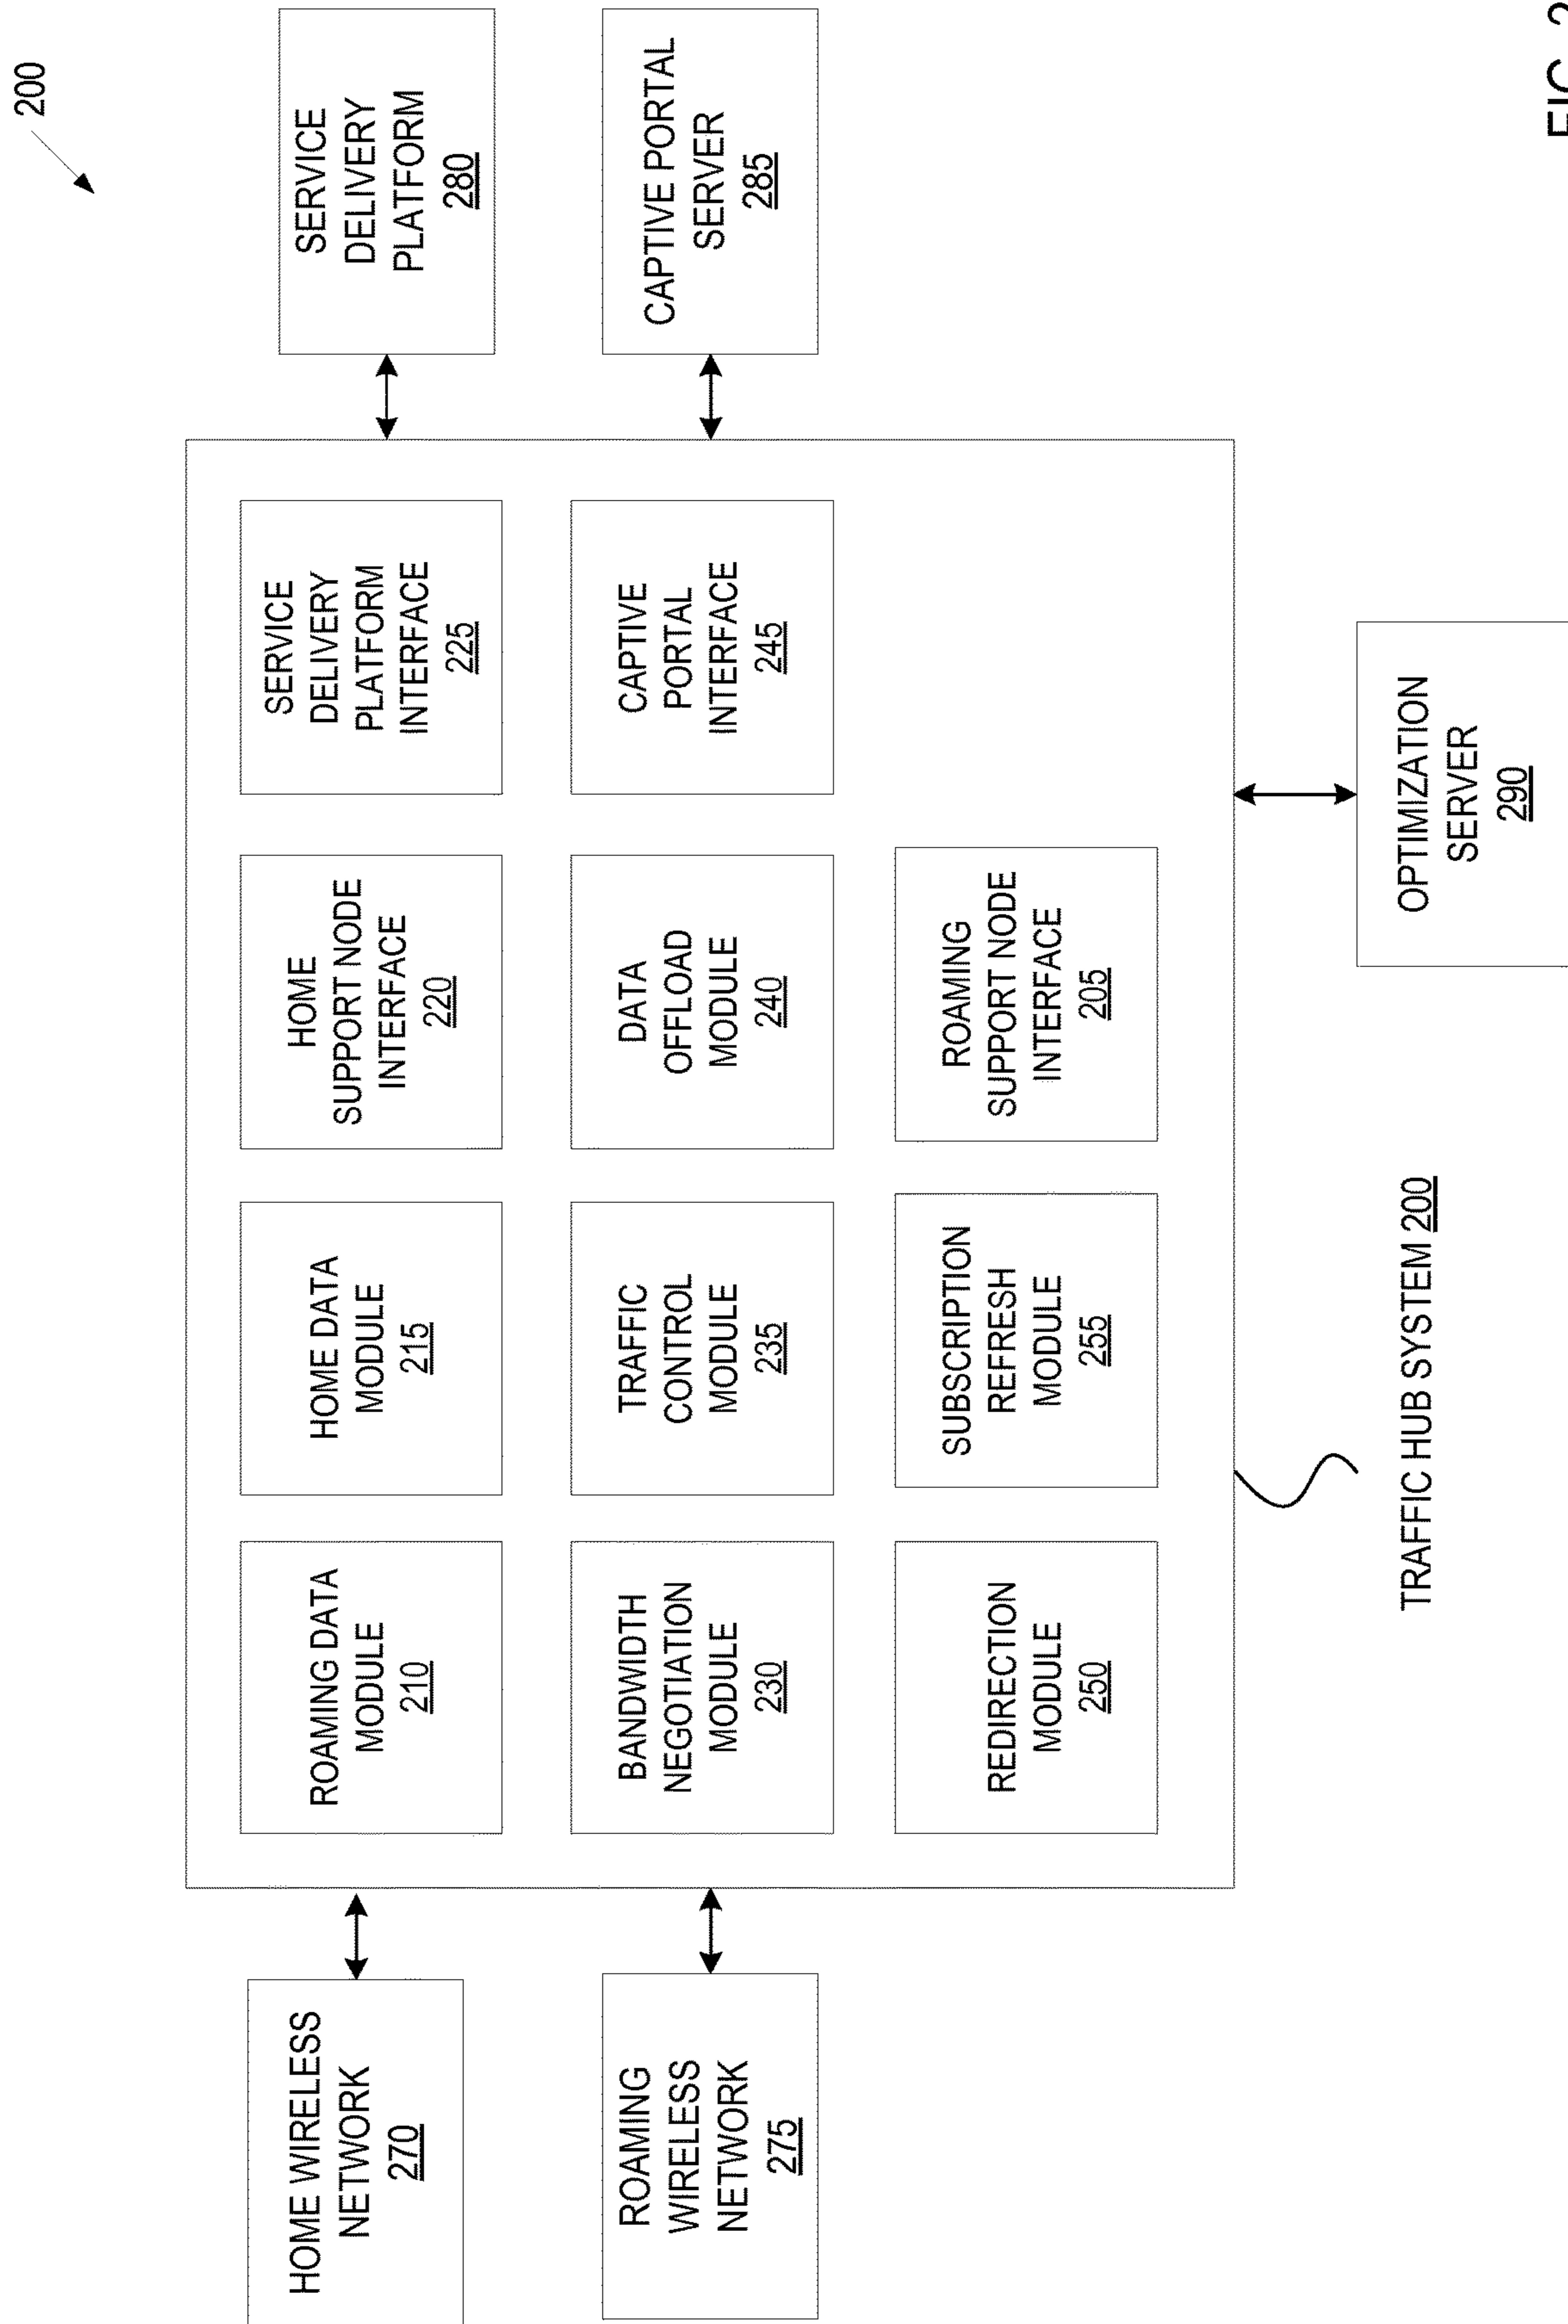 200
HOME WIRELESS
NETWORK
270
ROAMING
WIRELESS
NETWORK
275
ROAMING DATA
MODULE
210
HOME DATA
MODULE
215
HOME
SUPPORT NODE
INTERFACE
220
SERVICE
DELIVERY
PLATFORM
INTERFACE
225
BANDWIDTH
NEGOTIATION
MODULE
230
TRAFFIC
CONTROL
MODULE
235
DATA
OFFLOAD
MODULE
240
CAPTIVE
PORTAL
INTERFACE
245
REDIRECTION
MODULE
250
SUBSCRIPTION
REFRESH
MODULE
255
ROAMING
SUPPORT NODE
INTERFACE
205
SERVICE
DELIVERY
PLATFORM
280
CAPTIVE PORTAL
SERVER
285
TRAFFIC HUB SYSTEM 200
OPTIMIZATION
SERVER
290
FIG. 2